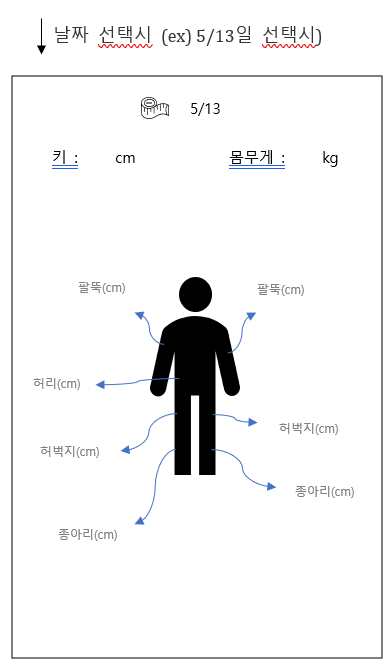 날짜 선택시 (ex) 5/13일 선택시)
5/13
키 : cm 몸무게 : kg
팔뚝(cm) 팔뚝(cm)
허리(cm)
허벅지(cm)
허벅지(cm)
종아리(cm)
종아리(cm)